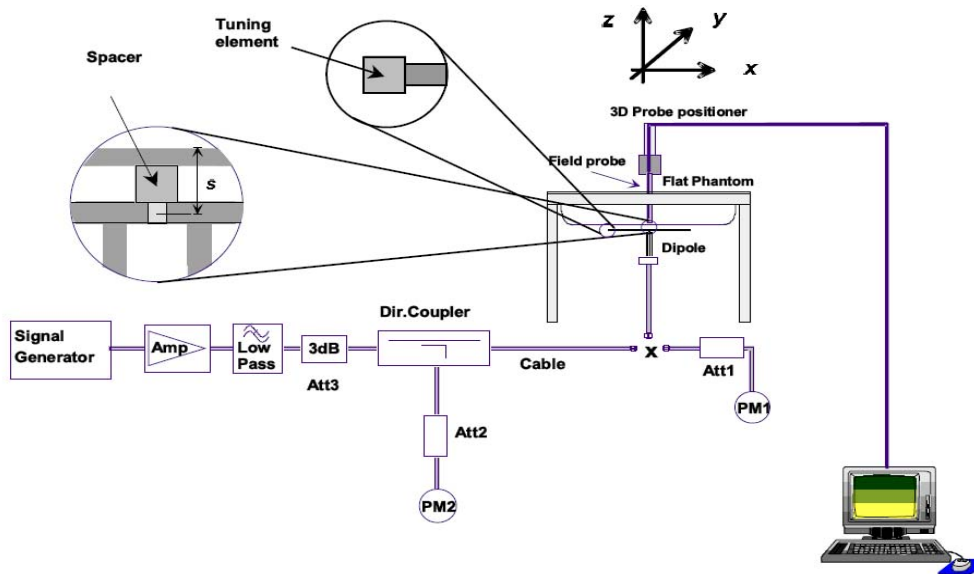 Tuning
element
z
y
x
Spacer
s
3D Probe positioner
Field probe
Flat Phantom
Dipole
Dir.Coupler
Signal
Generator
Amp
Low
Pass
3dB
Att3
Cable
x
Att1
PM1
Att2
PM2